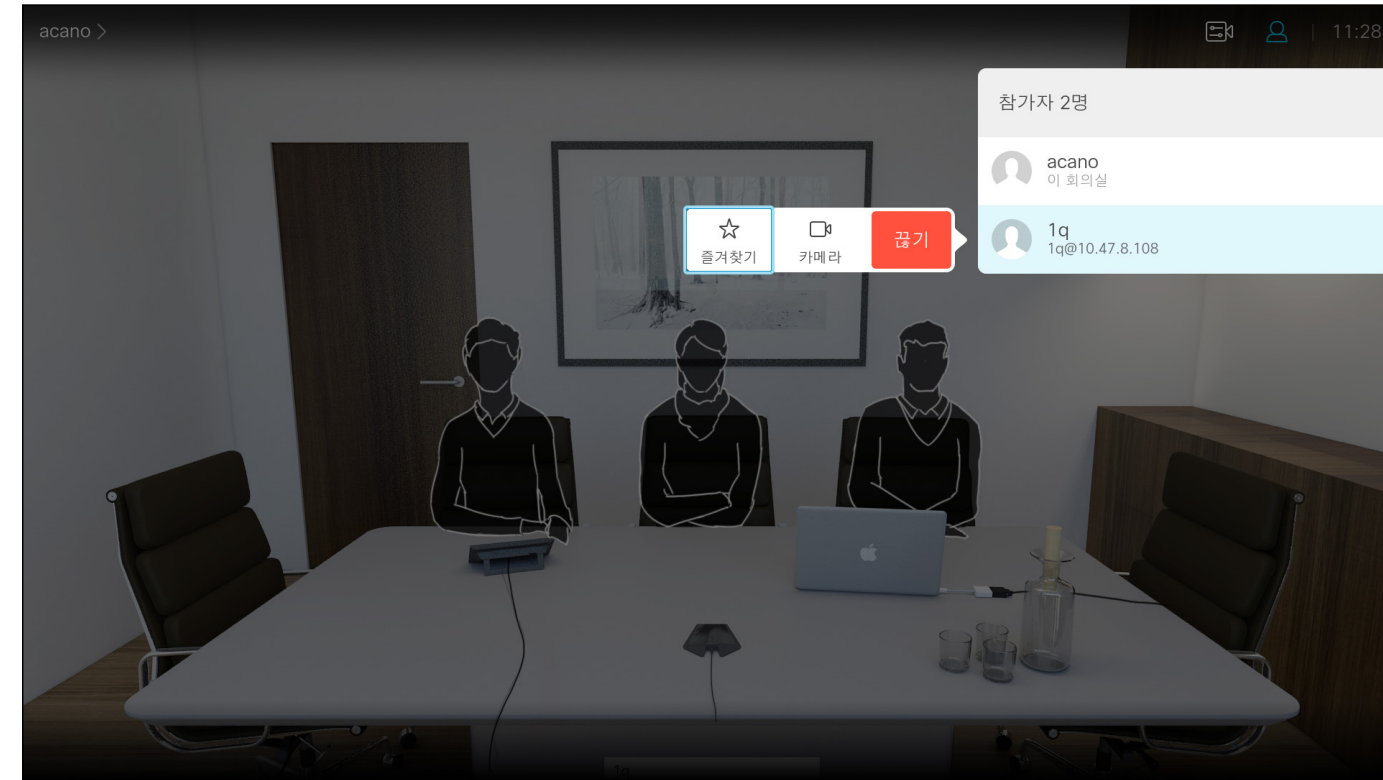 acano >
11:28
참가자 2명
acano
이 회의실
1q
1q@10.47.8.108
즐겨찾기
카메라
끊기
1q